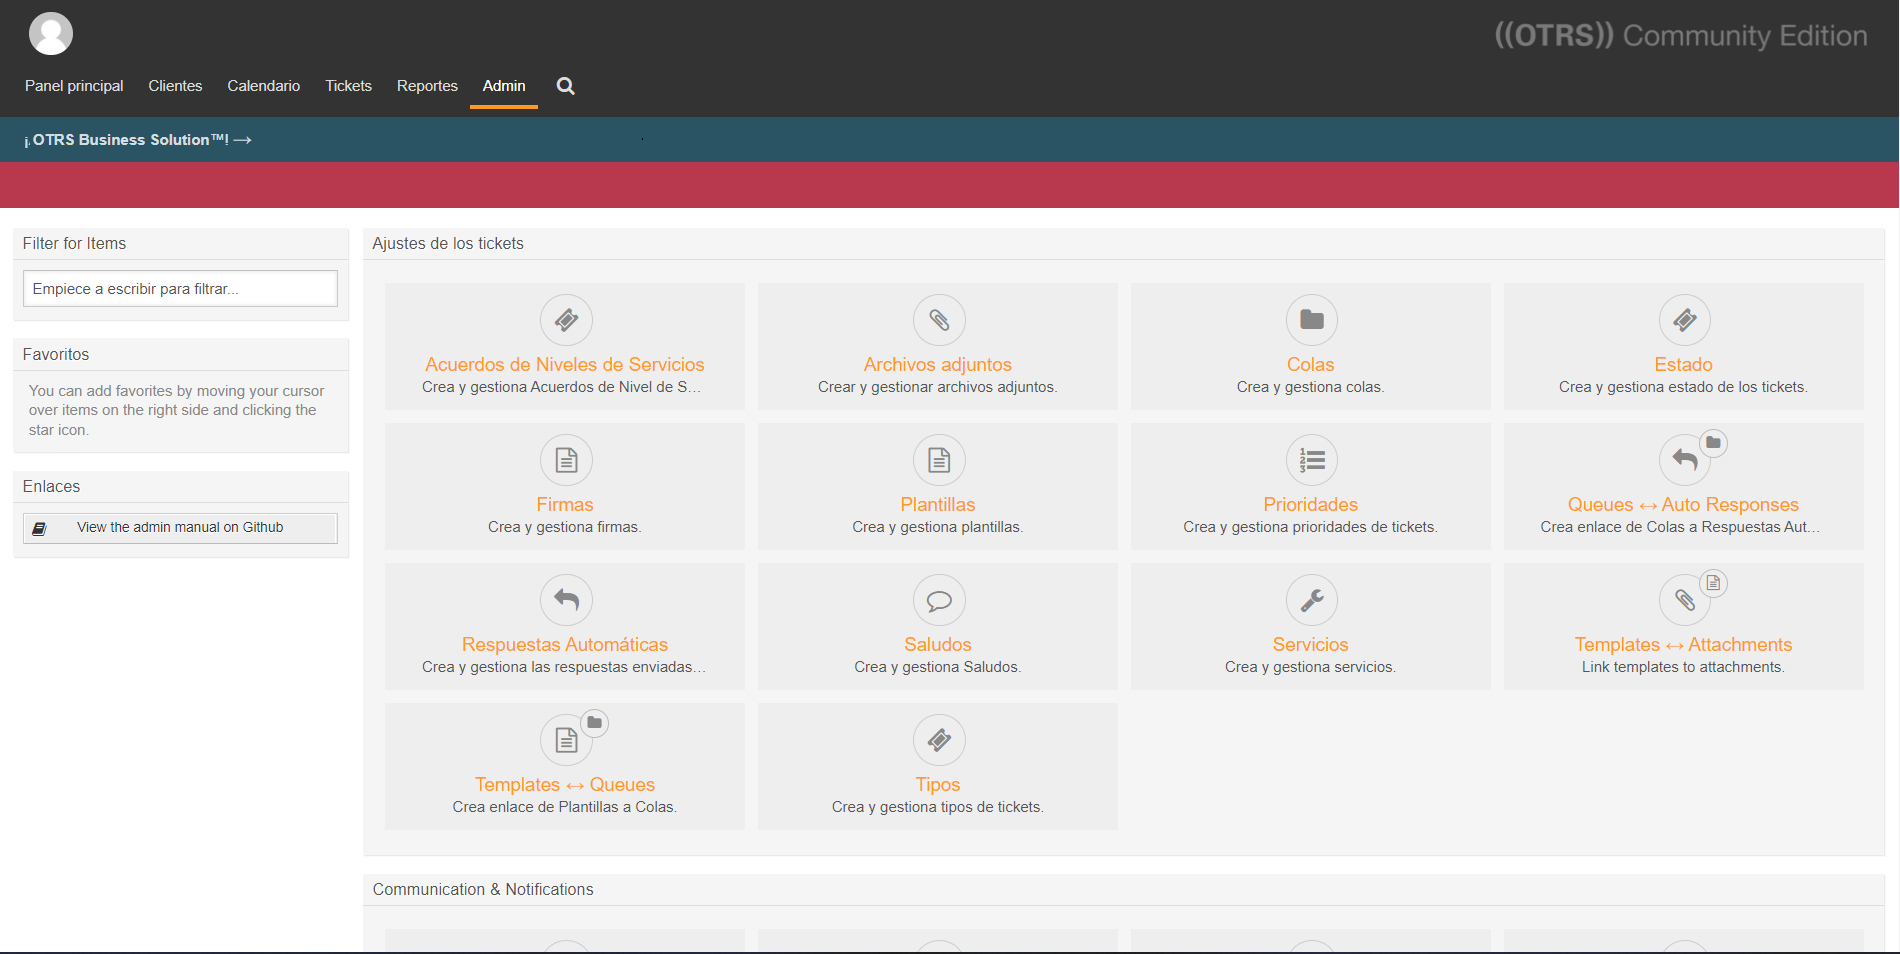 ((OTRS)) Community Edition
Panel principal Clientes Calendario Tickets Reportes Admin
¡. OTRS Business Solution™! →
Filter for Items
Empiece a escribir para filtrar...
Favoritos
You can add favorites by moving your cursor
over items on the right side and clicking the
star icon.
Enlaces
View the admin manual on Github
Ajustes de los tickets
Acuerdos de Niveles de Servicios
Crea y gestiona Acuerdos de Nivel de S...
Archivos adjuntos
Crear y gestionar archivos adjuntos.
Colas
Crea y gestiona colas.
Estado
Crea y gestiona estado de los tickets.
Firmas
Crea y gestiona firmas.
Plantillas
Crea y gestiona plantillas.
Prioridades
Crea y gestiona prioridades de tickets.
Queues ↔ Auto Responses
Crea enlace de Colas a Respuestas Aut...
Respuestas Automáticas
Crea y gestiona las respuestas enviadas...
Saludos
Crea y gestiona Saludos.
Servicios
Crea y gestiona servicios.
Templates ↔ Attachments
Link templates to attachments.
Templates ↔ Queues
Crea enlace de Plantillas a Colas.
Tipos
Crea y gestiona tipos de tickets.
Communication & Notifications